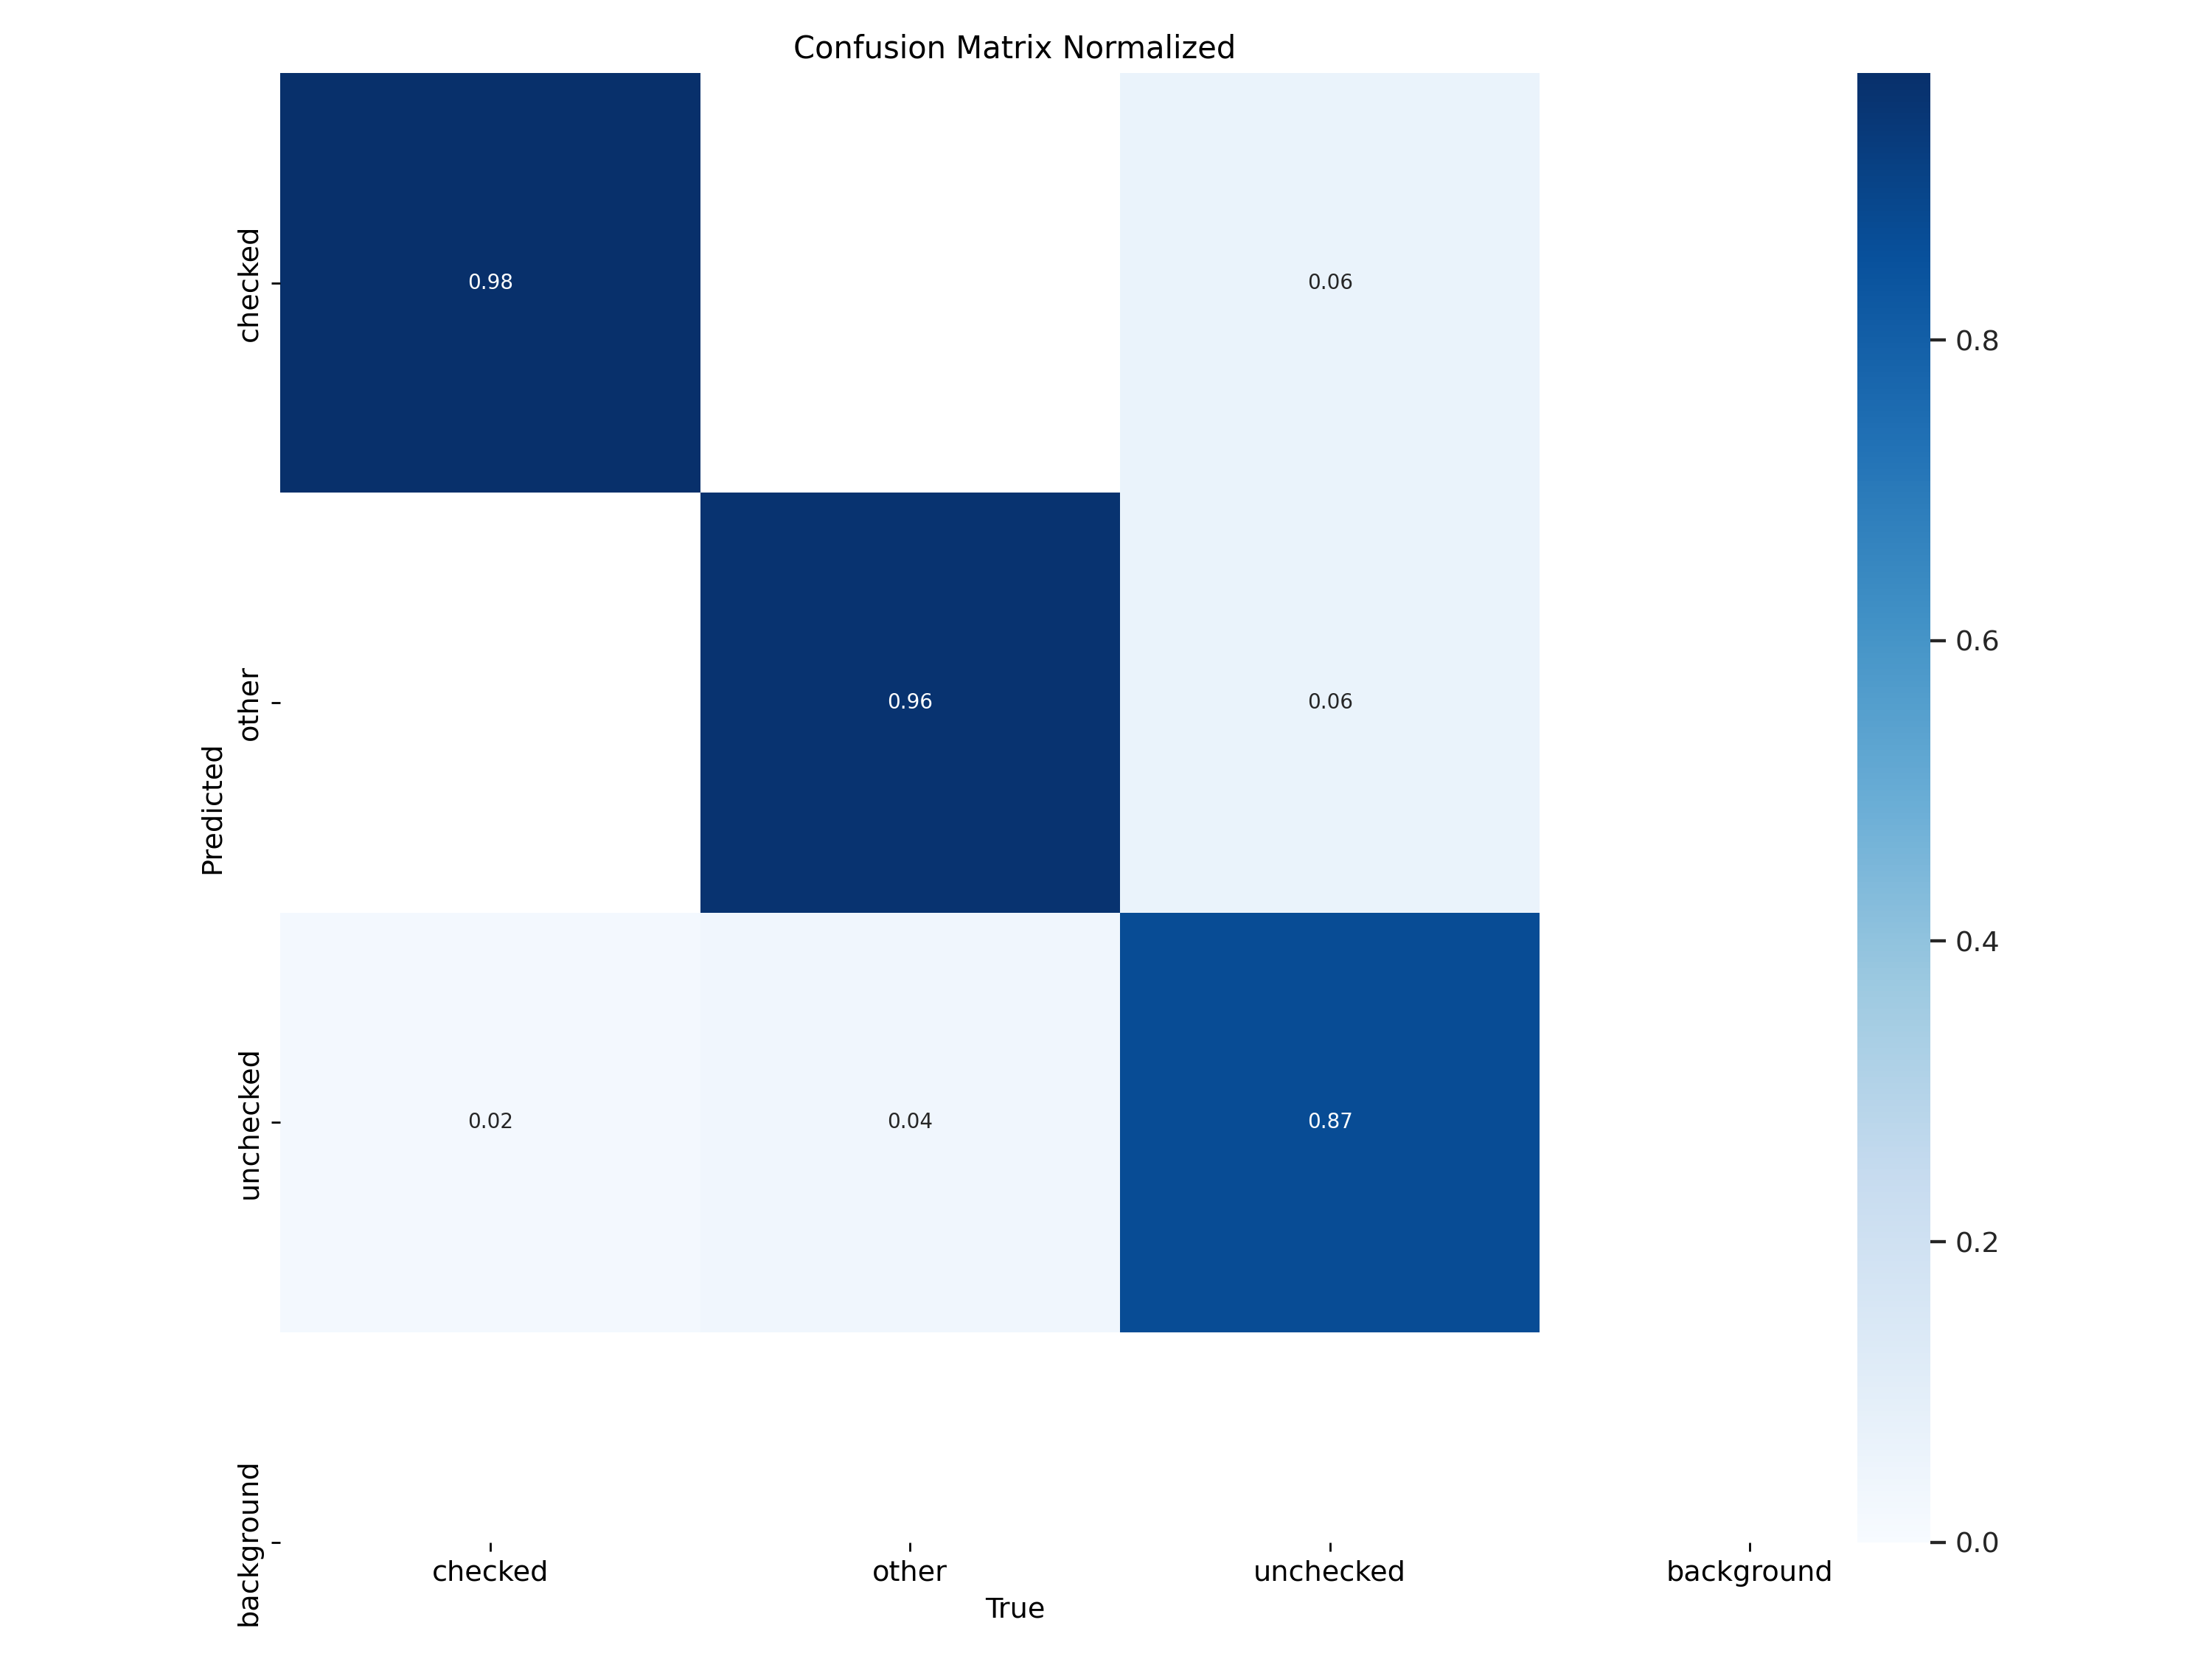 Confusion Matrix Normalized
checked
0.98
0.06
other
0.96
0.06
unchecked
0.02
0.04
0.87
background
Predicted
checked
other
unchecked
background
True
0.8
0.6
0.4
0.2
0.0